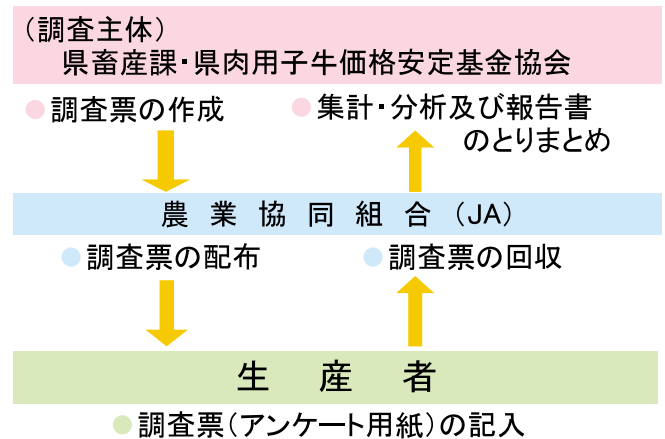 (調査主体)
県畜産課・県肉用子牛価格安定基金協会
調査票の作成
集計・分析及び報告書
のとりまとめ
農業協同組合(JA)
調査票の配布
調査票の回収
生産者
調査票(アンケート用紙)の記入